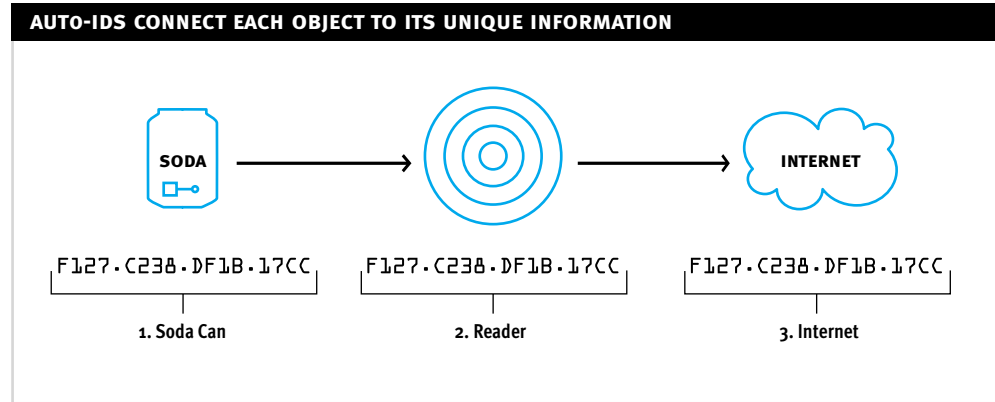 AUTO-IDS CONNECT EACH OBJECT TO ITS UNIQUE INFORMATION
SODA
INTERNET
F127.C238.DF1B.17CC
F127.C238.DF1B.17CC
F127.C238.DF1B.17CC
1. Soda Can
2. Reader
3. Internet